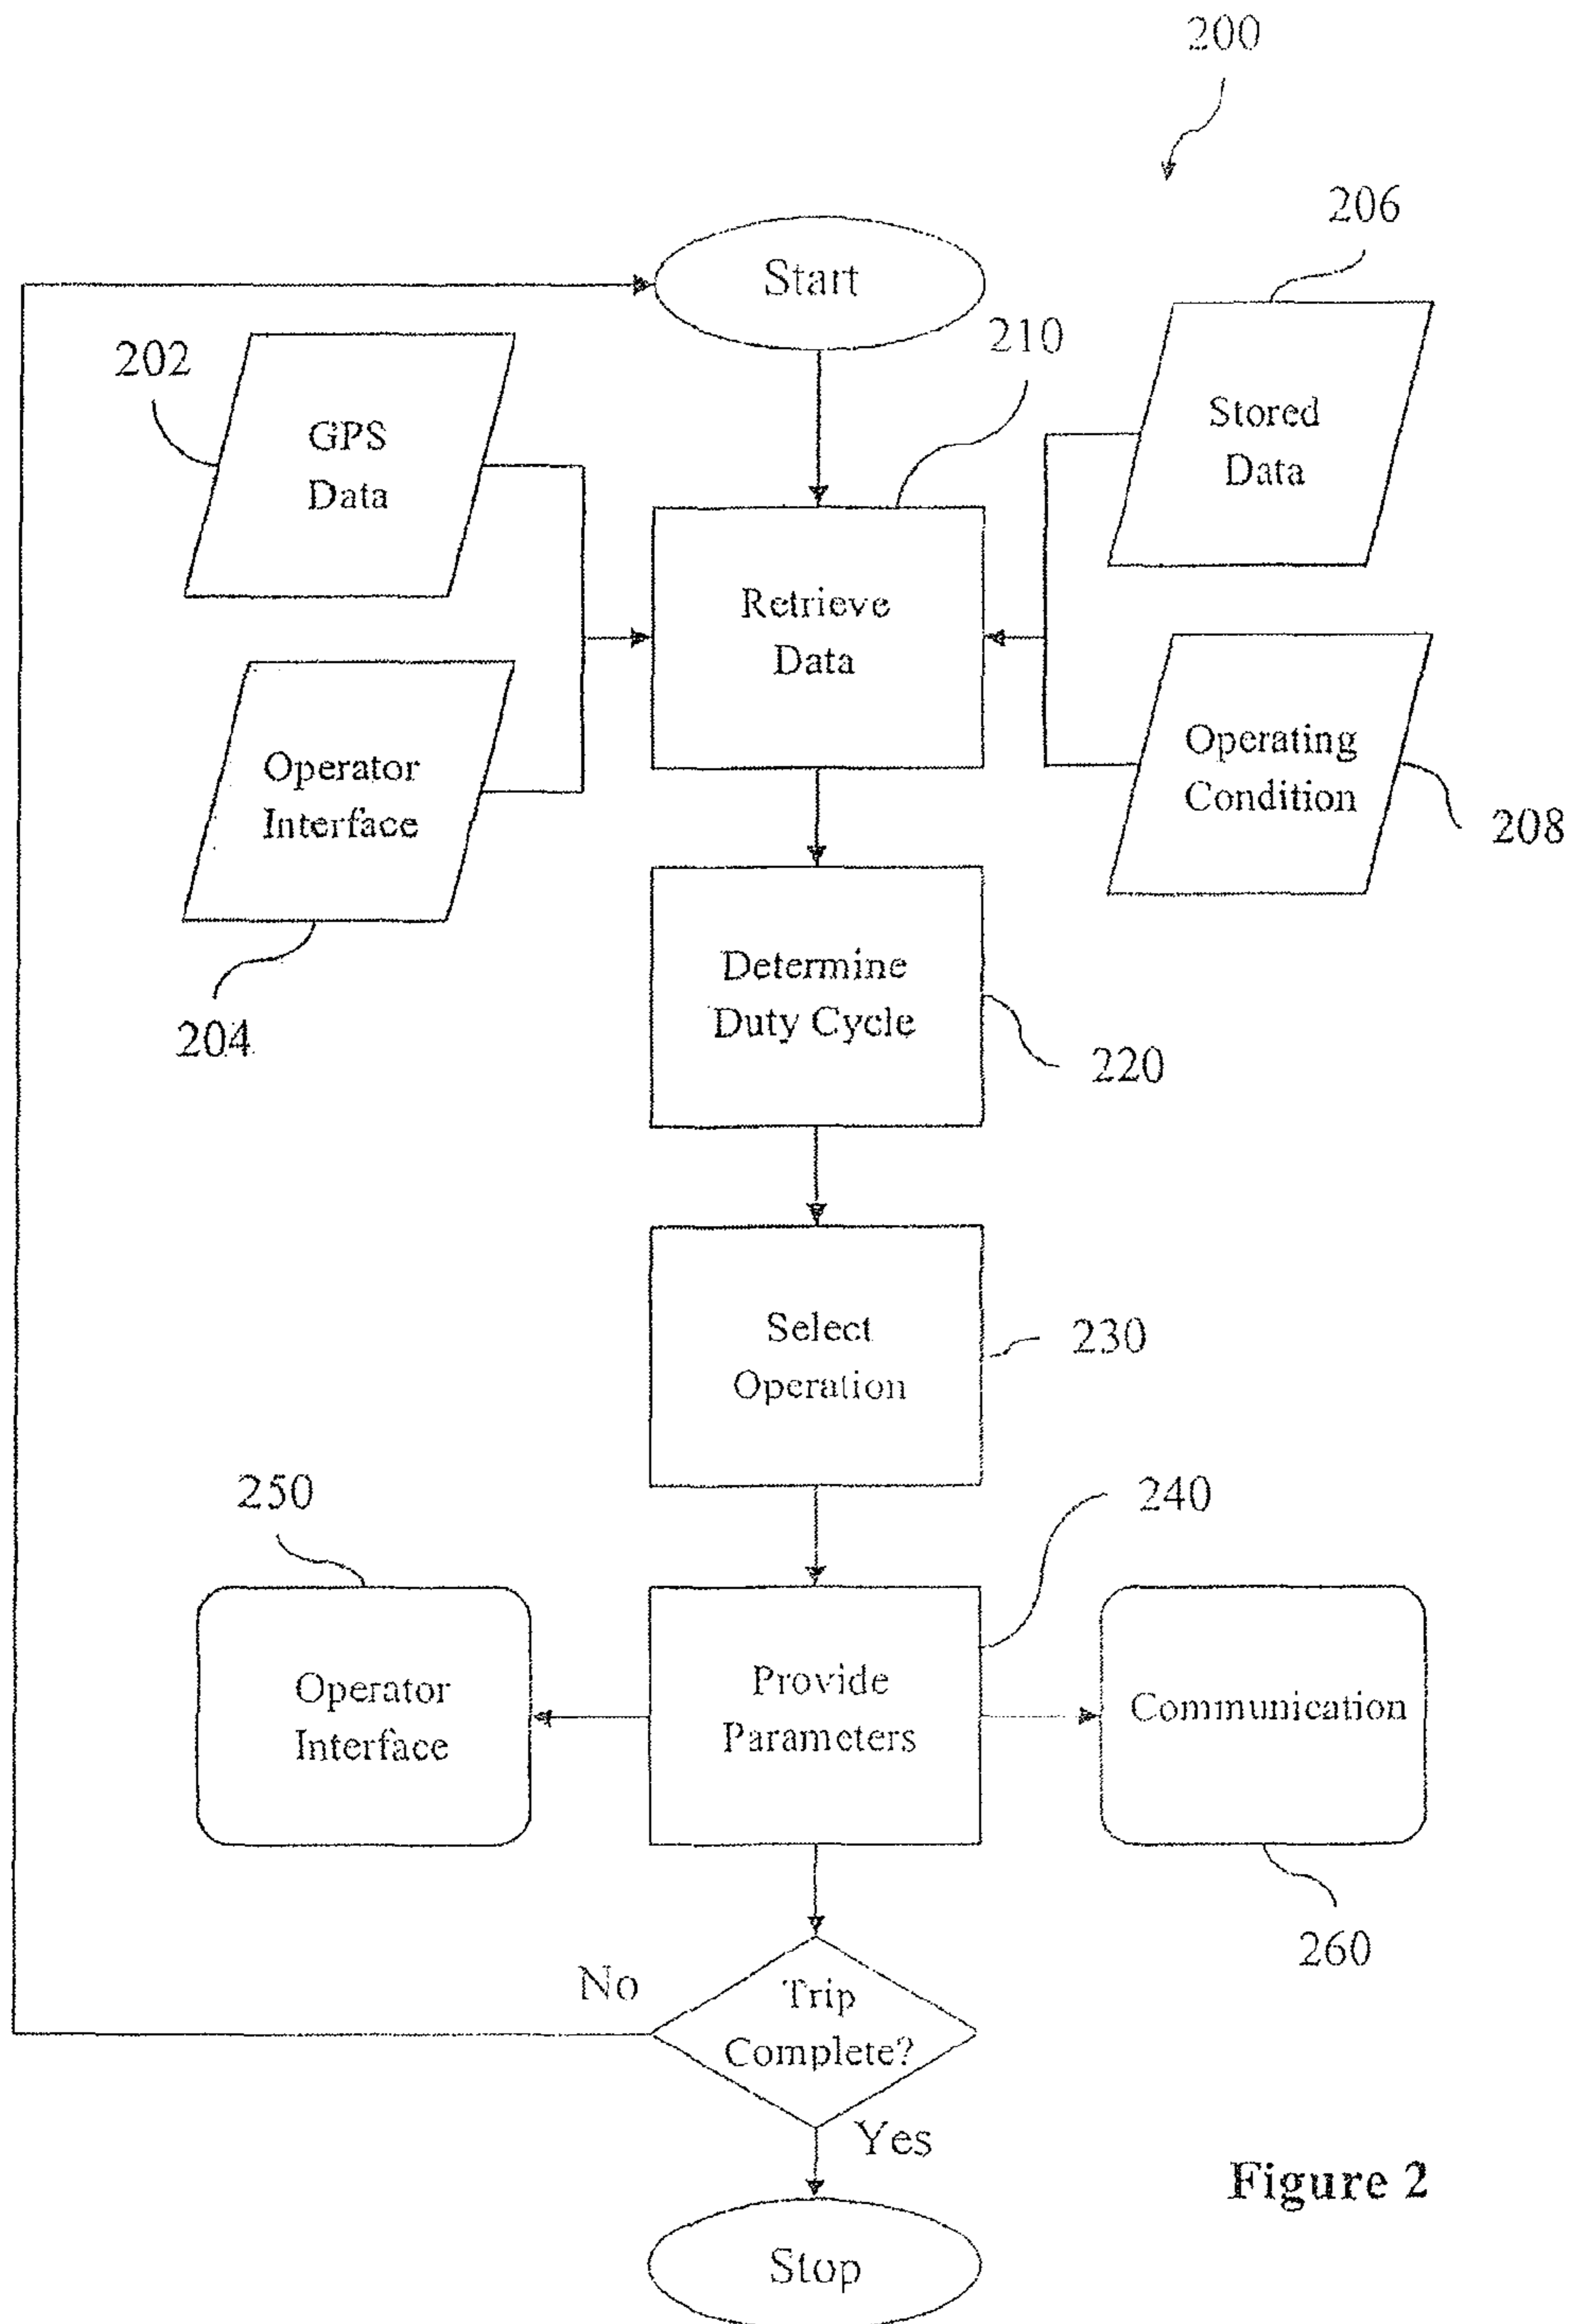 200
206
Start
210
202
GPS
Data
Stored
Data
Retrieve
Data
Operator
Interface
Operating
Condition
208
204
Determine
Duty Cycle
220
Select
Operation
230
250
240
Operator
Interface
Provide
Parameters
Communication
260
No
Trip
Complete?
Yes
Figure 2
Stop